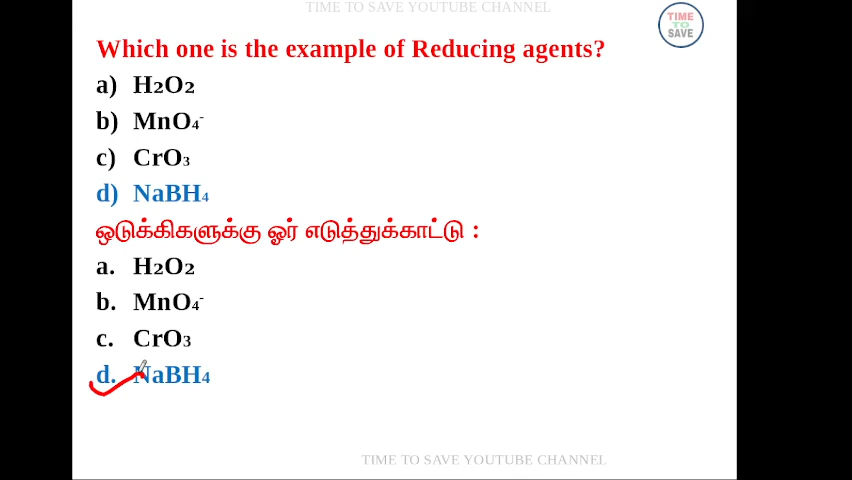 TIME TO SAVE YOUTUBE CHANNEL
TIME
TO
SAVE
Which one is the example of Reducing agents?
a) H₂O₂
b) MnO₄⁻
c) CrO₃
d) NaBH₄
ஒடுக்கிகளுக்கு ஓர் எடுத்துக்காட்டு :
a. H₂O₂
b. MnO₄⁻
c. CrO₃
d. NaBH₄
TIME TO SAVE YOUTUBE CHANNEL